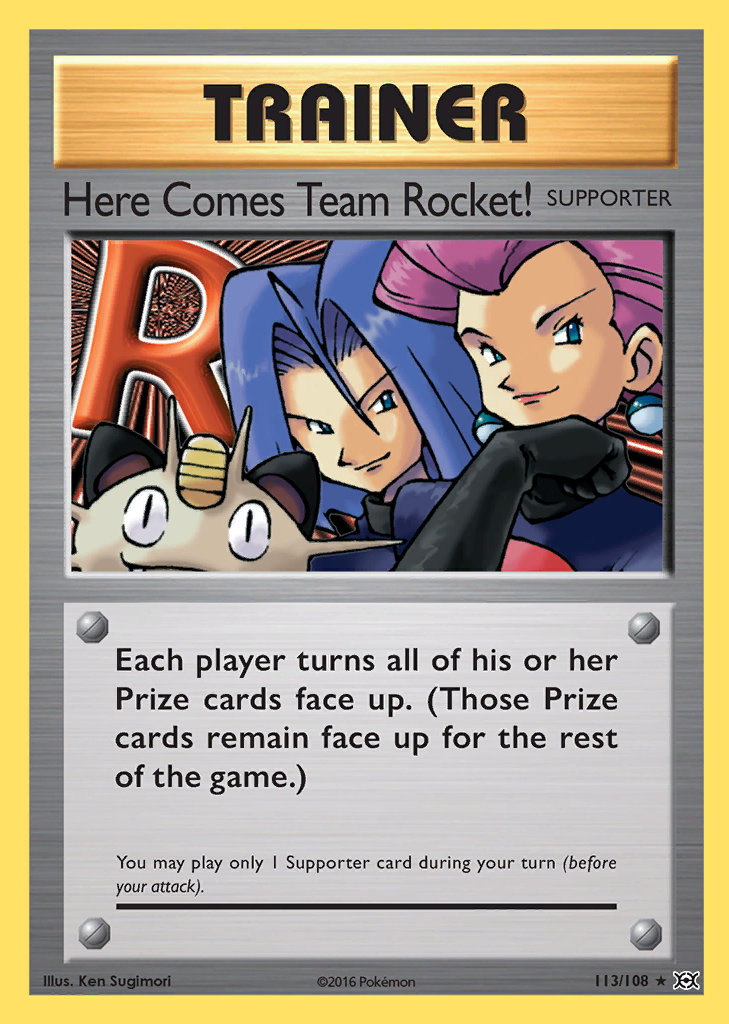 TRAINER
Here Comes Team Rocket! SUPPORTER
R
Each player turns all of his or her
Prize cards face up. (Those Prize
cards remain face up for the rest
of the game.)
You may play only 1 Supporter card during your turn (before
your attack).
Illus. Ken Sugimori ©2016 Pokémon 113/108 ★